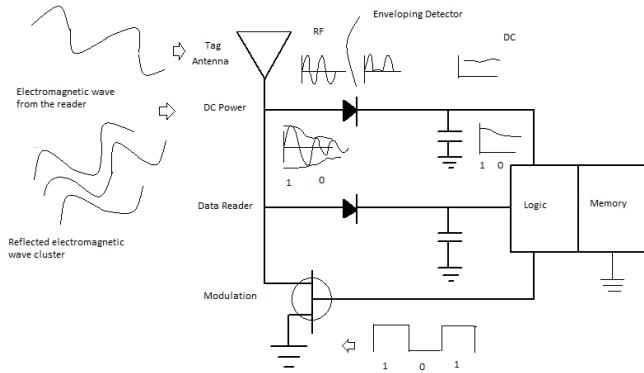 Enveloping Detector
RF
DC
Tag
Antenna
Electromagnetic wave
from the reader
DC Power
1 0
1 0
Data Reader
Logic
Memory
Reflected electromagnetic
wave cluster
Modulation
1 0 1